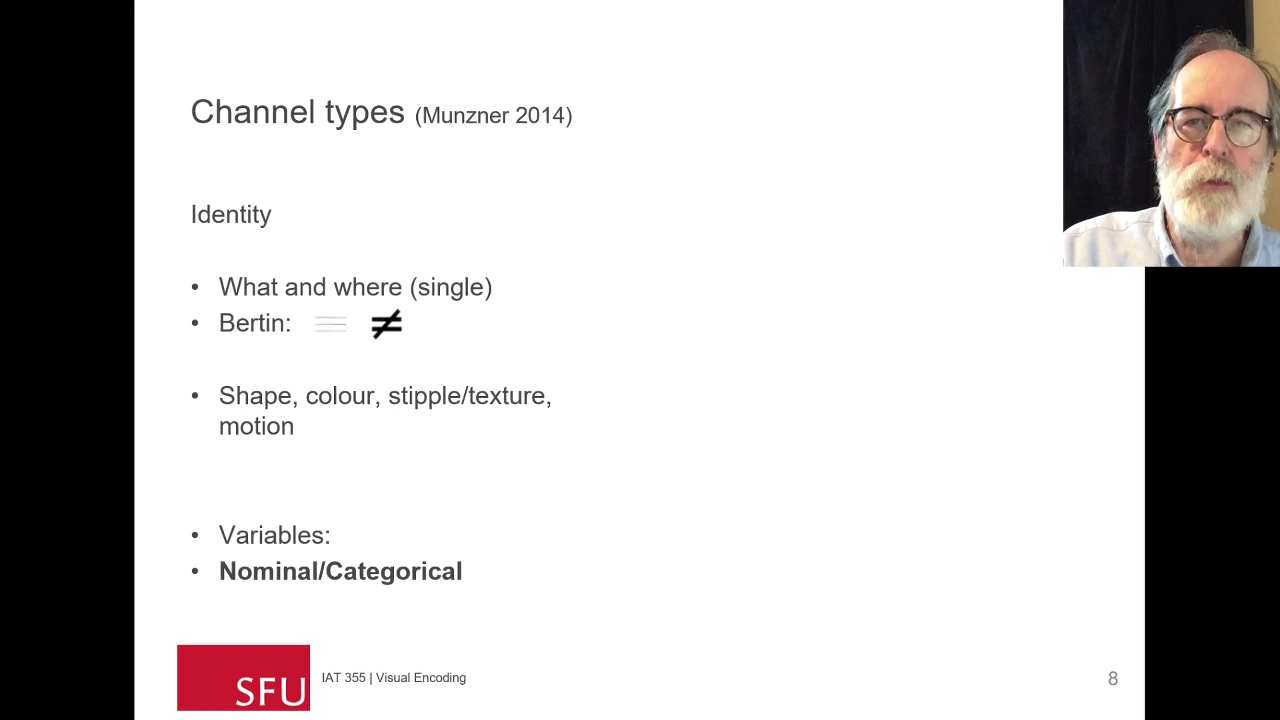 Channel types (Munzner 2014)
Identity
• What and where (single)
• Bertin: ≡ ≠
• Shape, colour, stipple/texture,
motion
• Variables:
• Nominal/Categorical
SFU
IAT 355 | Visual Encoding
8